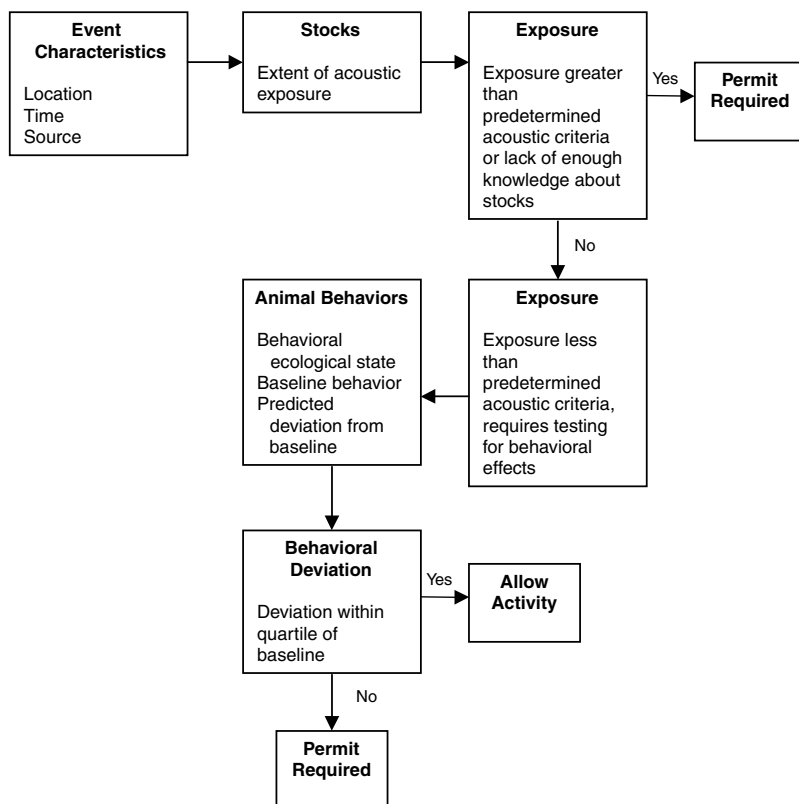 Event
Characteristics
Location
Time
Source
Stocks
Extent of acoustic
exposure
Exposure
Exposure greater
than
predetermined
acoustic criteria
or lack of enough
knowledge about
stocks
Yes
Permit
Required
No
Exposure
Exposure less
than
predetermined
acoustic criteria,
requires testing
for behavioral
effects
Animal Behaviors
Behavioral
ecological state
Baseline behavior
Predicted
deviation from
baseline
Behavioral
Deviation
Deviation within
quartile of
baseline
Yes
Allow
Activity
No
Permit
Required